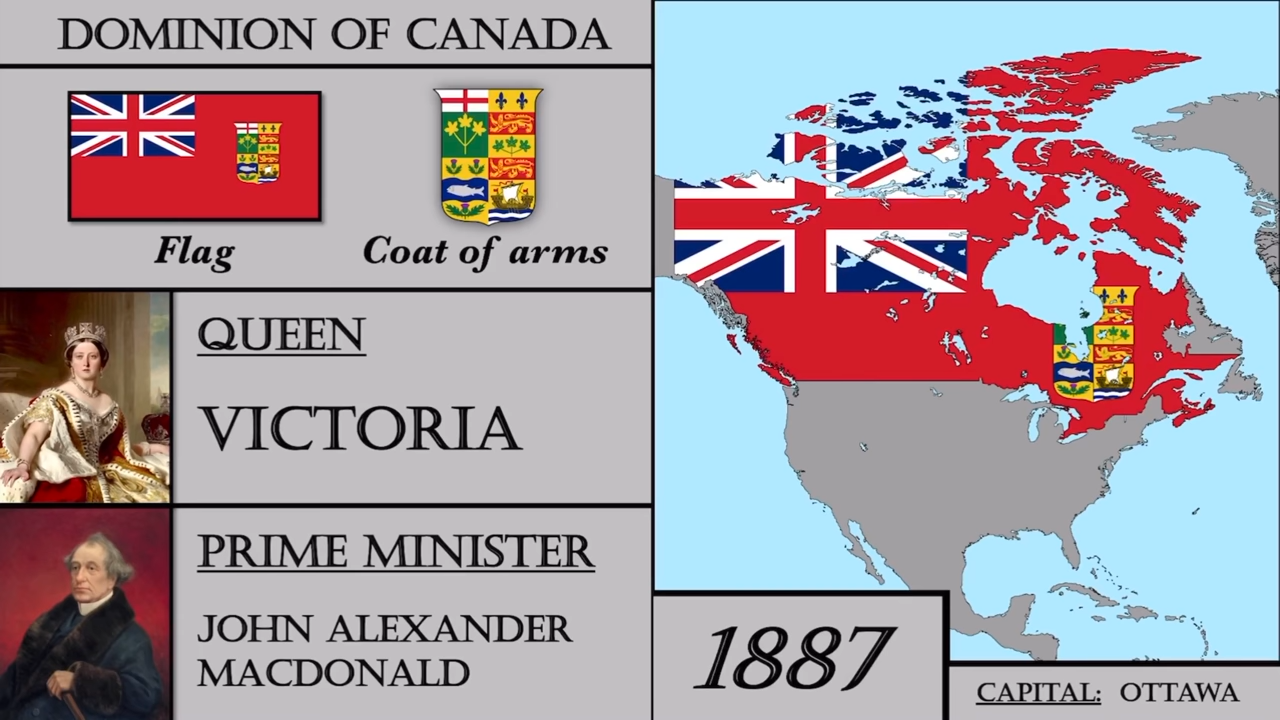 DOMINION OF CANADA
Flag
Coat of arms
QUEEN
VICTORIA
PRIME MINISTER
JOHN ALEXANDER
MACDONALD
1887
CAPITAL: OTTAWA